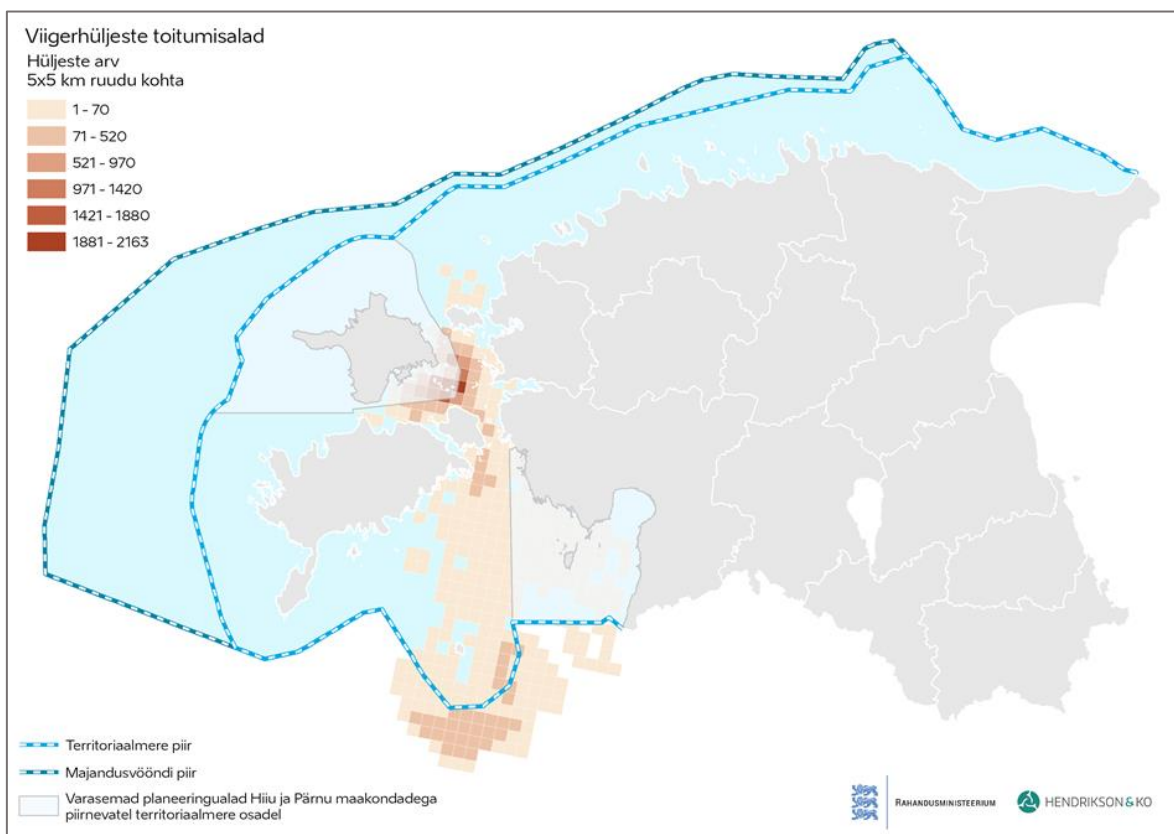 Viigerhüljeste toitumisalad
Hüljeste arv
5x5 km ruudu kohta
1 - 70
71 - 520
521 - 970
971 - 1420
1421 - 1880
1881 - 2163
Territoriaalmere piir
Majandusvööndi piir
Varasemad planeeringualad Hiiu ja Pärnu maakondadega
piirnevatel territoriaalmere osadel
RAHANDUSMINISTEERIUM
HENDRIKSON & KO